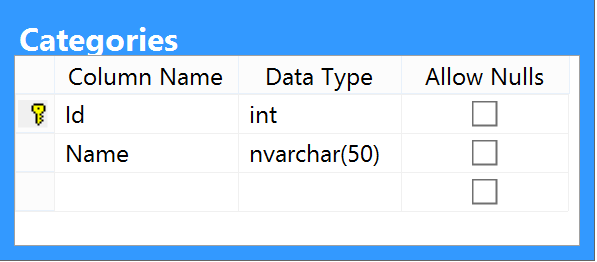 Categories
Column Name Data Type Allow Nulls
Id int
Name nvarchar(50)